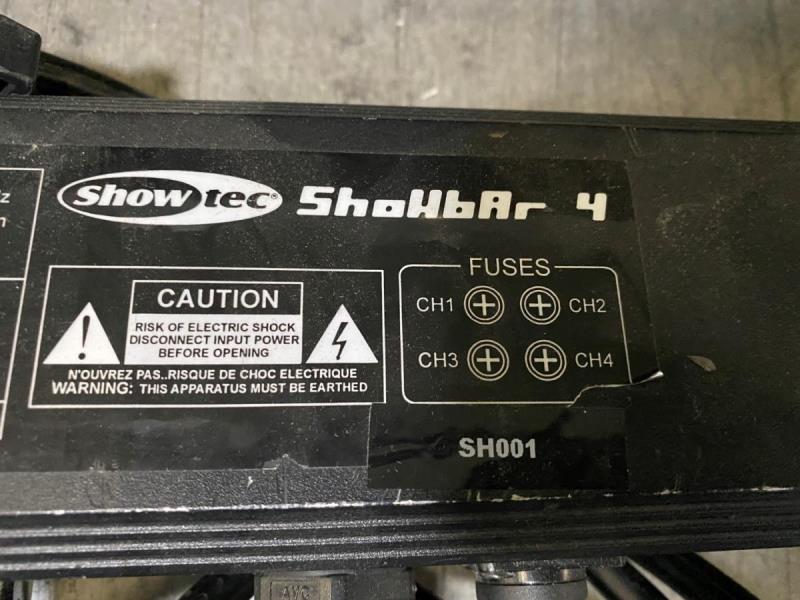 Showtec® ShowbAr 4
CAUTION
RISK OF ELECTRIC SHOCK
DISCONNECT INPUT POWER
BEFORE OPENING
N'OUVREZ PAS..RISQUE DE CHOC ELECTRIQUE
WARNING: THIS APPARATUS MUST BE EARTHED
FUSES
CH1 CH2
CH3 CH4
SH001